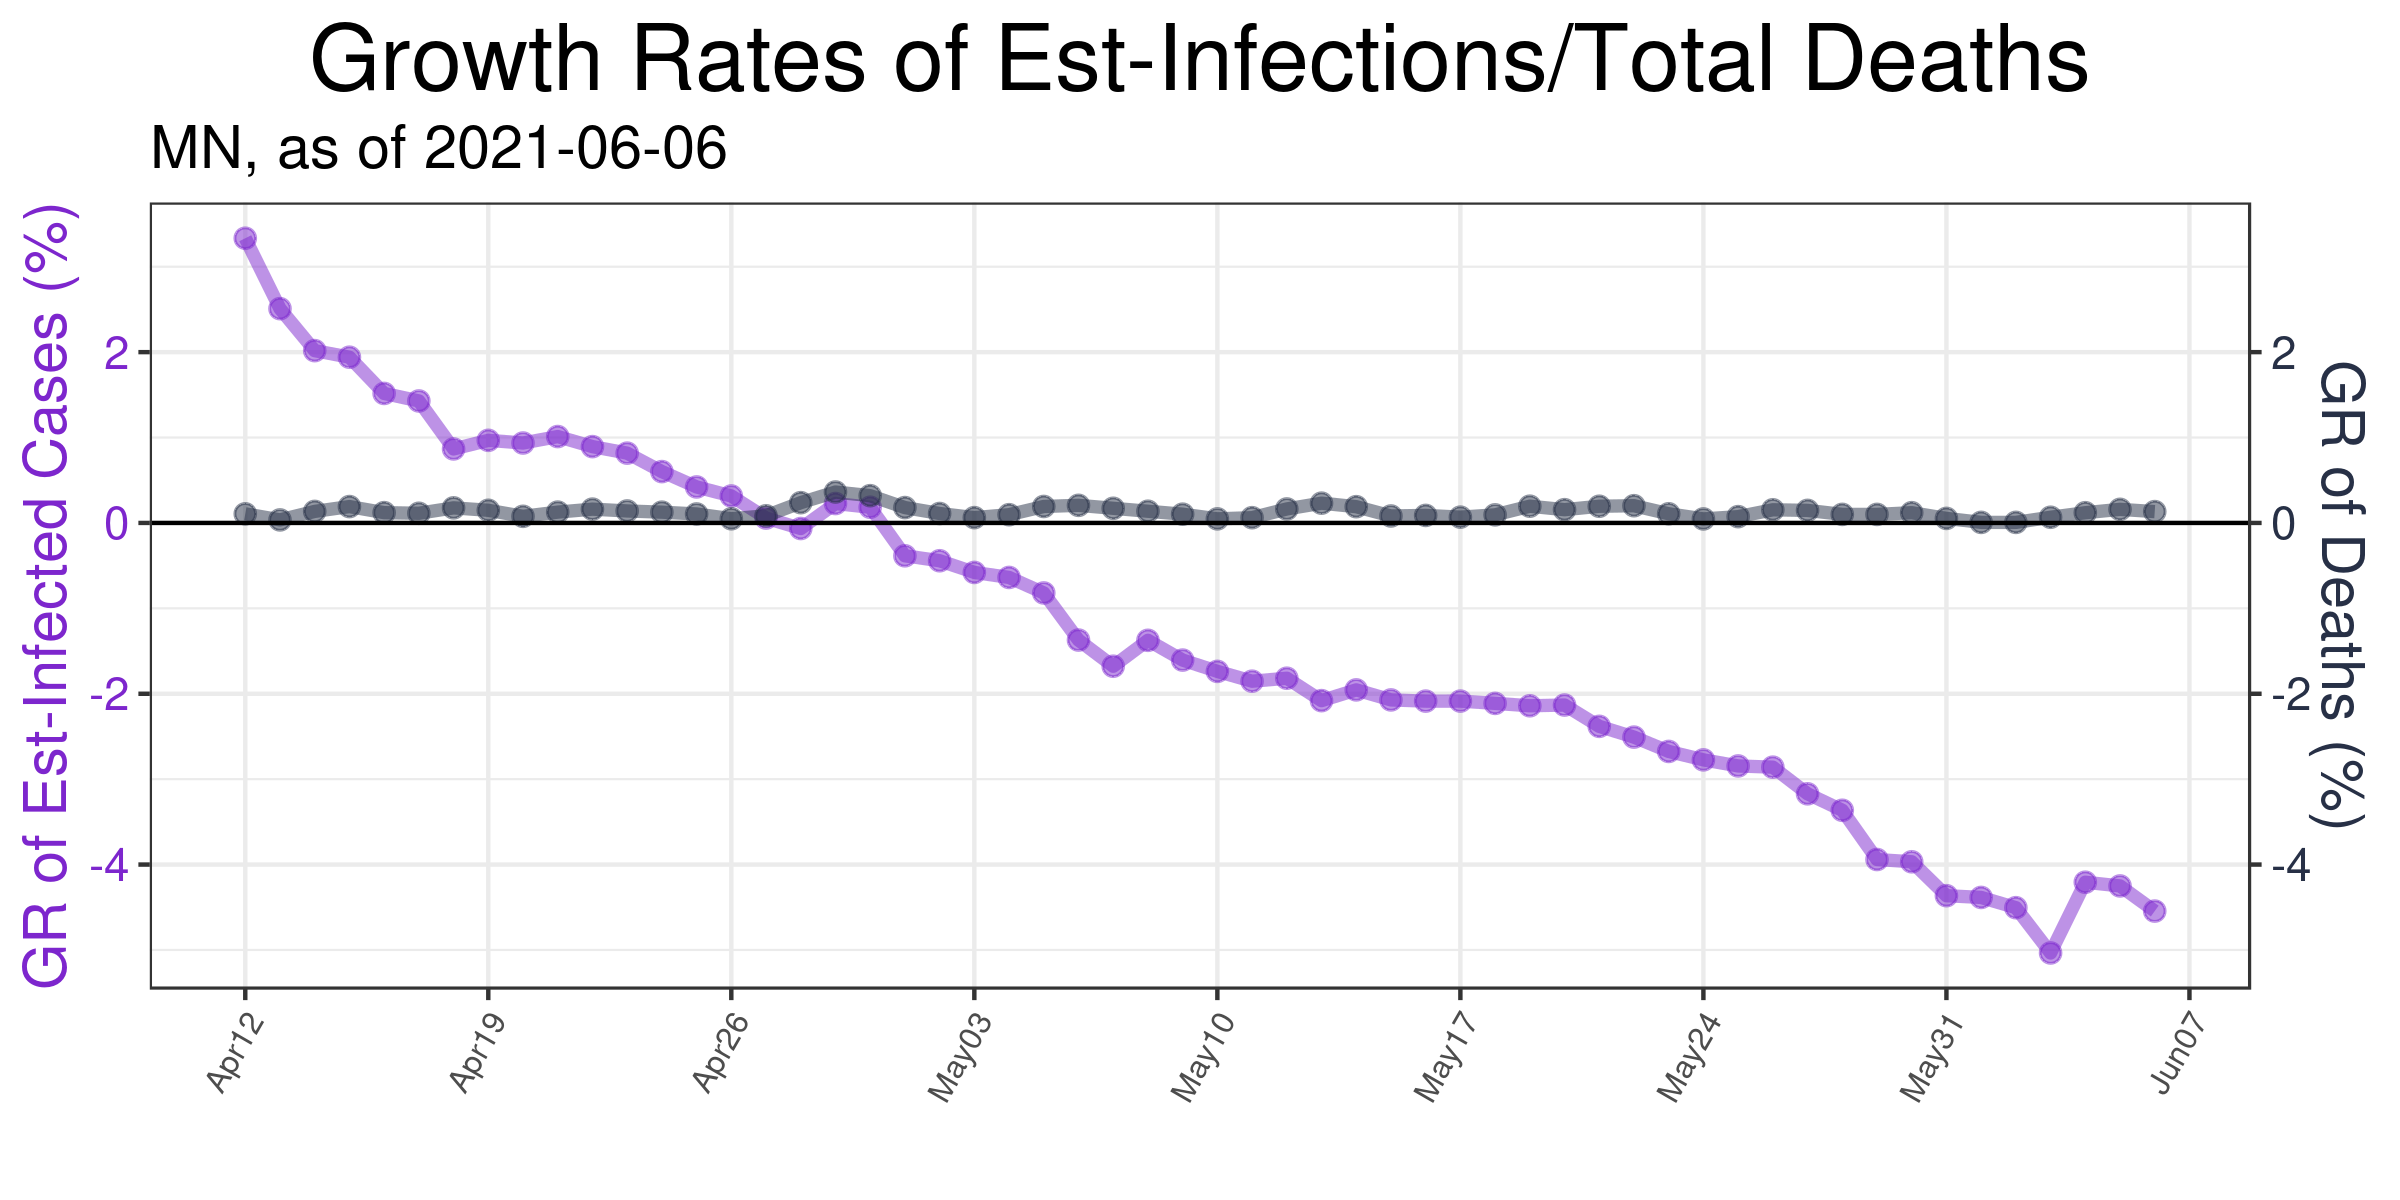 Growth Rates of Est-Infections/Total Deaths
MN, as of 2021-06-06
GR of Est-Infected Cases (%)
2
0
-2
-4
2
0
-2
-4
GR of Deaths (%)
Apr12
Apr19
Apr26
May03
May10
May17
May24
May31
Jun07